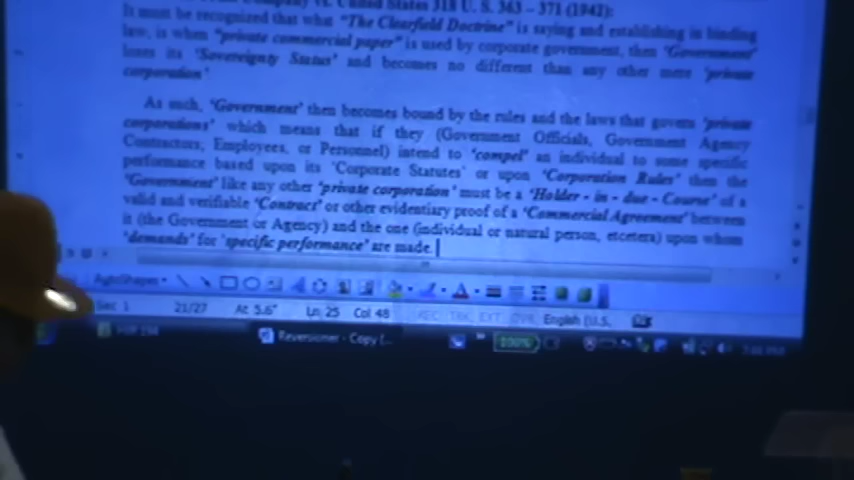 Company vs. United States 318 U. S. 363 – 371 (1942):
It must be recognized that what "The Clearfield Doctrine" is saying and establishing in binding
law, is when "private commercial paper" is used by corporate government, then 'Government'
loses its 'Sovereignty Status' and becomes no different than any other mere 'private
corporation'
As such, 'Government' then becomes bound by the rules and the laws that govern 'private
corporations' which means that if they (Government Officials, Government Agency
Contractors, Employees, or Personnel) intend to 'compel' an individual to some specific
performance based upon its 'Corporate Statutes' or upon 'Corporation Rules' then the
'Government' like any other 'private corporation' must be a 'Holder - in - due - Course' of a
valid and verifiable 'Contract' or other evidentiary proof of a 'Commercial Agreement' between
it (the Government or Agency) and the one (individual or natural person, etcetera) upon whom
'demands' for 'specific performance' are made.
AutoShapes
Sec 1 21/27 At 5.6" Ln 25 Col 48 REC TRK EXT OVR English (U.S.
Reversioner - Copy (... 100%